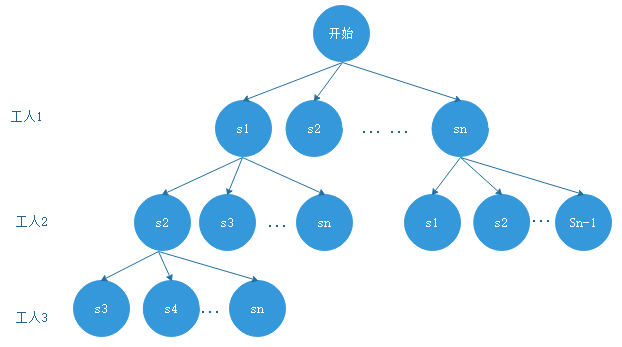 开始
工人1
s1 s2 ... ... sn
工人2
s2 s3 ... sn s1 s2 ... Sn-1
工人3
s3 s4 ... sn